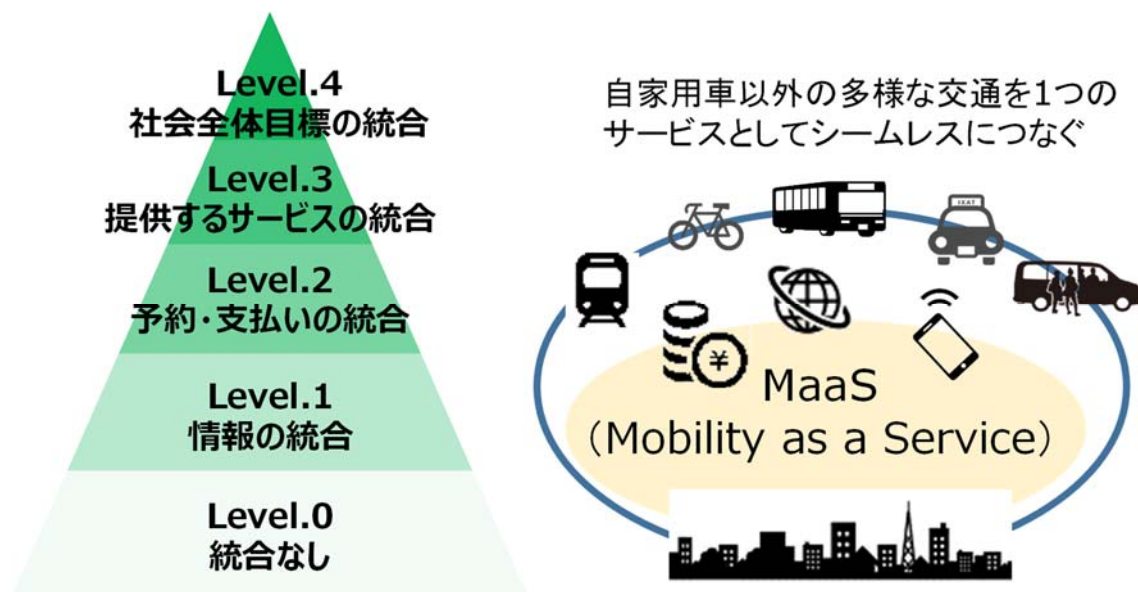 Level.4
社会全体目標の統合
Level.3
提供するサービスの統合
Level.2
予約・支払いの統合
Level.1
情報の統合
Level.0
統合なし
自家用車以外の多様な交通を1つの
サービスとしてシームレスにつなぐ
¥
MaaS
（Mobility as a Service）